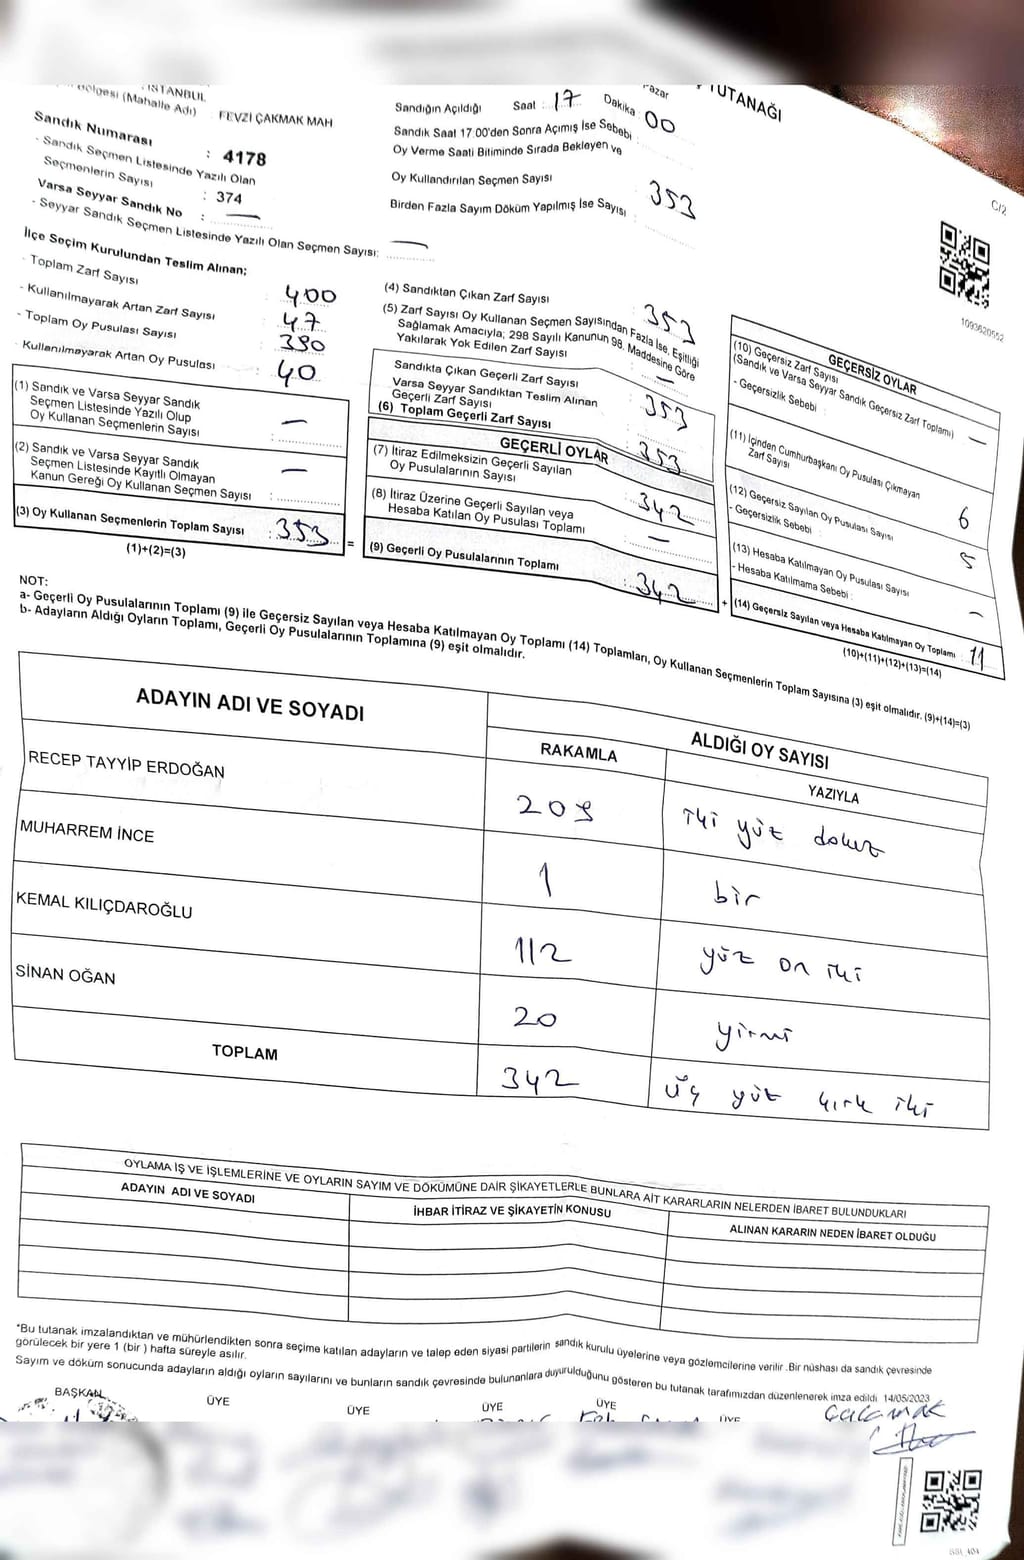 İSTANBUL
Bölgesi (Mahalle Adı) : FEVZİ ÇAKMAK MAH
Sandık Numarası : 4178
- Sandık Seçmen Listesinde Yazılı Olan
Seçmenlerin Sayısı : 374
Varsa Seyyar Sandık No : —
- Seyyar Sandık Seçmen Listesinde Yazılı Olan Seçmen Sayısı: —
İlçe Seçim Kurulundan Teslim Alınan;
- Toplam Zarf Sayısı : 400
- Kullanılmayarak Artan Zarf Sayısı : 47
- Toplam Oy Pusulası Sayısı : 390
- Kullanılmayarak Artan Oy Pusulası : 40
TUTANAĞI
Pazar
Sandığın Açıldığı Saat : 17 Dakika : 00
Sandık Saat 17:00'den Sonra Açımış İse Sebebi :
Oy Verme Saati Bitiminde Sırada Bekleyen ve
Oy Kullandırılan Seçmen Sayısı : 353
Birden Fazla Sayım Döküm Yapılmış İse Sayısı :
C/2
1093620552
(1) Sandık ve Varsa Seyyar Sandık
Seçmen Listesinde Yazılı Olup
Oy Kullanan Seçmenlerin Sayısı : —
(2) Sandık ve Varsa Seyyar Sandık
Seçmen Listesinde Kayıtlı Olmayan
Kanun Gereği Oy Kullanan Seçmen Sayısı : —
(3) Oy Kullanan Seçmenlerin Toplam Sayısı : 353
(1)+(2)=(3)
=
(4) Sandıktan Çıkan Zarf Sayısı : 353
(5) Zarf Sayısı Oy Kullanan Seçmen Sayısından Fazla İse, Eşitliği
Sağlamak Amacıyla; 298 Sayılı Kanunun 98. Maddesine Göre
Yakılarak Yok Edilen Zarf Sayısı : —
Sandıkta Çıkan Geçerli Zarf Sayısı : 353
Varsa Seyyar Sandıktan Teslim Alınan
Geçerli Zarf Sayısı
(6) Toplam Geçerli Zarf Sayısı : 353
GEÇERLİ OYLAR
(7) İtiraz Edilmeksizin Geçerli Sayılan
Oy Pusulalarının Sayısı : 342
(8) İtiraz Üzerine Geçerli Sayılan veya
Hesaba Katılan Oy Pusulası Toplamı : —
(9) Geçerli Oy Pusulalarının Toplamı : 342
+
GEÇERSİZ OYLAR
(10) Geçersiz Zarf Sayısı
(Sandık ve Varsa Seyyar Sandık Geçersiz Zarf Toplamı) —
- Geçersizlik Sebebi :
(11) İçinden Cumhurbaşkanı Oy Pusulası Çıkmayan
Zarf Sayısı 6
(12) Geçersiz Sayılan Oy Pusulası Sayısı 5
- Geçersizlik Sebebi :
(13) Hesaba Katılmayan Oy Pusulası Sayısı —
- Hesaba Katılmama Sebebi :
(14) Geçersiz Sayılan veya Hesaba Katılmayan Oy Toplamı : 11
(10)+(11)+(12)+(13)=(14)
NOT:
a- Geçerli Oy Pusulalarının Toplamı (9) ile Geçersiz Sayılan veya Hesaba Katılmayan Oy Toplamı (14) Toplamları, Oy Kullanan Seçmenlerin Toplam Sayısına (3) eşit olmalıdır. (9)+(14)=(3)
b- Adayların Aldığı Oyların Toplamı, Geçerli Oy Pusulalarının Toplamına (9) eşit olmalıdır.
ADAYIN ADI VE SOYADI
ALDIĞI OY SAYISI
RAKAMLA YAZIYLA
RECEP TAYYİP ERDOĞAN 209 iki yüz dokuz
MUHARREM İNCE 1 bir
KEMAL KILIÇDAROĞLU 112 yüz on iki
SİNAN OĞAN 20 yirmi
TOPLAM 342 üç yüz kırk iki
OYLAMA İŞ VE İŞLEMLERİNE VE OYLARIN SAYIM VE DÖKÜMÜNE DAİR ŞİKAYETLERLE BUNLARA AİT KARARLARIN NELERDEN İBARET BULUNDUKLARI
ADAYIN ADI VE SOYADI İHBAR İTİRAZ VE ŞİKAYETİN KONUSU ALINAN KARARIN NEDEN İBARET OLDUĞU
*Bu tutanak imzalandıktan ve mühürlendikten sonra seçime katılan adayların ve talep eden siyasi partilerin sandık kurulu üyelerine veya gözlemcilerine verilir .Bir nüshası da sandık çevresinde
görülecek bir yere 1 (bir ) hafta süreyle asılır.
Sayım ve döküm sonucunda adayların aldığı oyların sayılarını ve bunların sandık çevresinde bulunanlara duyurulduğunu gösteren bu tutanak tarafımızdan düzenlenerek imza edildi 14/05/2023
BAŞKAN ÜYE ÜYE ÜYE ÜYE ÜYE